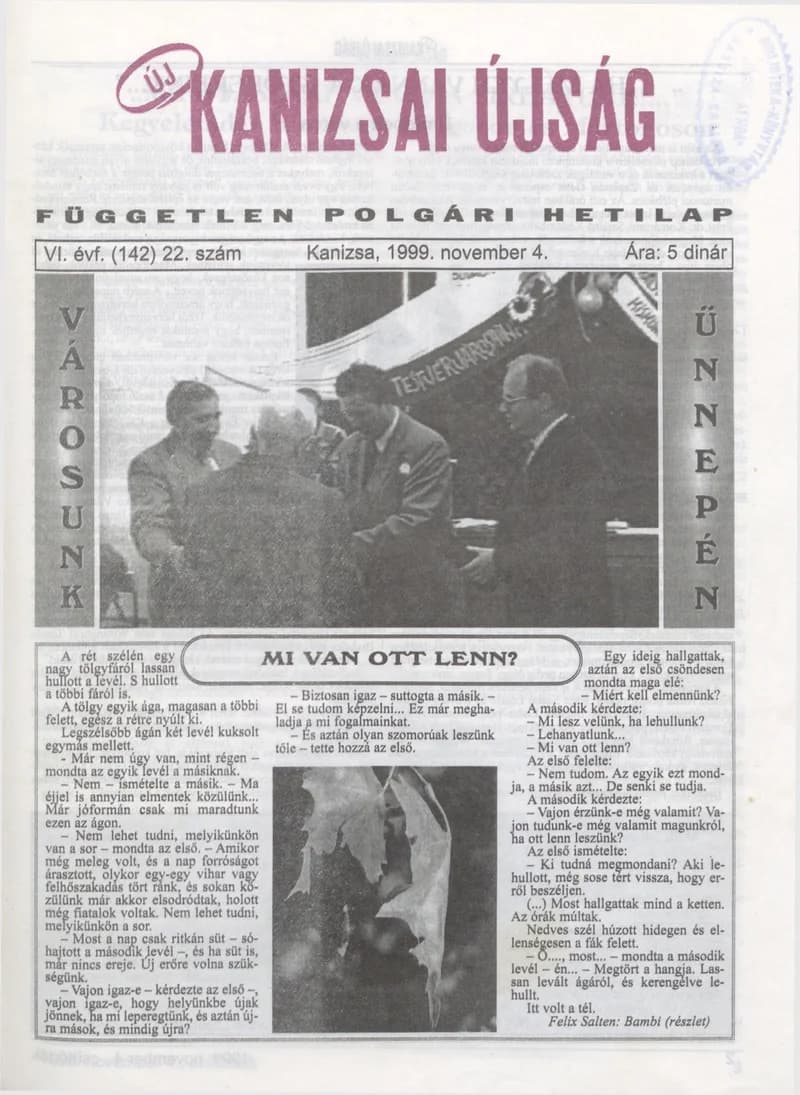 ÚJ
KANIZSAI ÚJSÁG
FÜGGETLEN POLGÁRI HETILAP
VI. évf. (142) 22. szám Kanizsa, 1999. november 4. Ára: 5 dinár
VÁROSUNK
ÜNNEPÉN
TESTVÉRVÁROSAINK
MI VAN OTT LENN?
A rét szélén egy
nagy tölgyfáról lassan
hullott a levél. S hullott
a többi fáról is.
A tölgy egyik ága, magasan a többi
felett, egész a rétre nyúlt ki.
Legszélsőbb ágán két levél kuksolt
egymás mellett.
- Már nem úgy van, mint régen –
mondta az egyik levél a másiknak.
– Nem – ismételte a másik. – Ma
éjjel is annyian elmentek közülünk...
Már jóformán csak mi maradtunk
ezen az ágon.
– Nem lehet tudni, melyikünkön
van a sor – mondta az első. – Amikor
még meleg volt, és a nap forróságot
árasztott, olykor egy-egy vihar vagy
felhőszakadás tört ránk, és sokan kö-
zülünk már akkor elsodródtak, holott
még fiatalok voltak. Nem lehet tudni,
melyikünkön a sor.
– Most a nap csak ritkán süt – só-
hajtott a második levél –, és ha süt is,
már nincs ereje. Új erőre volna szük-
ségünk.
– Vajon igaz-e – kérdezte az első –,
vajon igaz-e, hogy helyünkbe újak
jönnek, ha mi leperegtünk, és aztán új-
ra mások, és mindig újra?
– Biztosan igaz – suttogta a másik. –
El se tudom képzelni... Ez már megha-
ladja a mi fogalmainkat.
– És aztán olyan szomorúak leszünk
tőle – tette hozzá az első.
Egy ideig hallgattak,
aztán az első csöndesen
mondta maga elé:
– Miért kell elmennünk?
A második kérdezte:
– Mi lesz velünk, ha lehullunk?
– Lehanyatlunk...
– Mi van ott lenn?
Az első felelte:
– Nem tudom. Az egyik ezt mond-
ja, a másik azt... De senki se tudja.
A második kérdezte:
– Vajon érzünk-e még valamit? Va-
jon tudunk-e még valamit magunkról,
ha ott lenn leszünk?
Az első ismételte:
– Ki tudná megmondani? Aki le-
hullott, még sose tért vissza, hogy er-
ről beszéljen.
(...) Most hallgattak mind a ketten.
Az órák múltak.
Nedves szél húzott hidegen és el-
lenségesen a fák felett.
– Ó...., most... – mondta a második
levél – én... – Megtört a hangja. Las-
san levált ágáról, és kerengélve le-
hullt.
Itt volt a tél.
Felix Salten: Bambi (részlet)